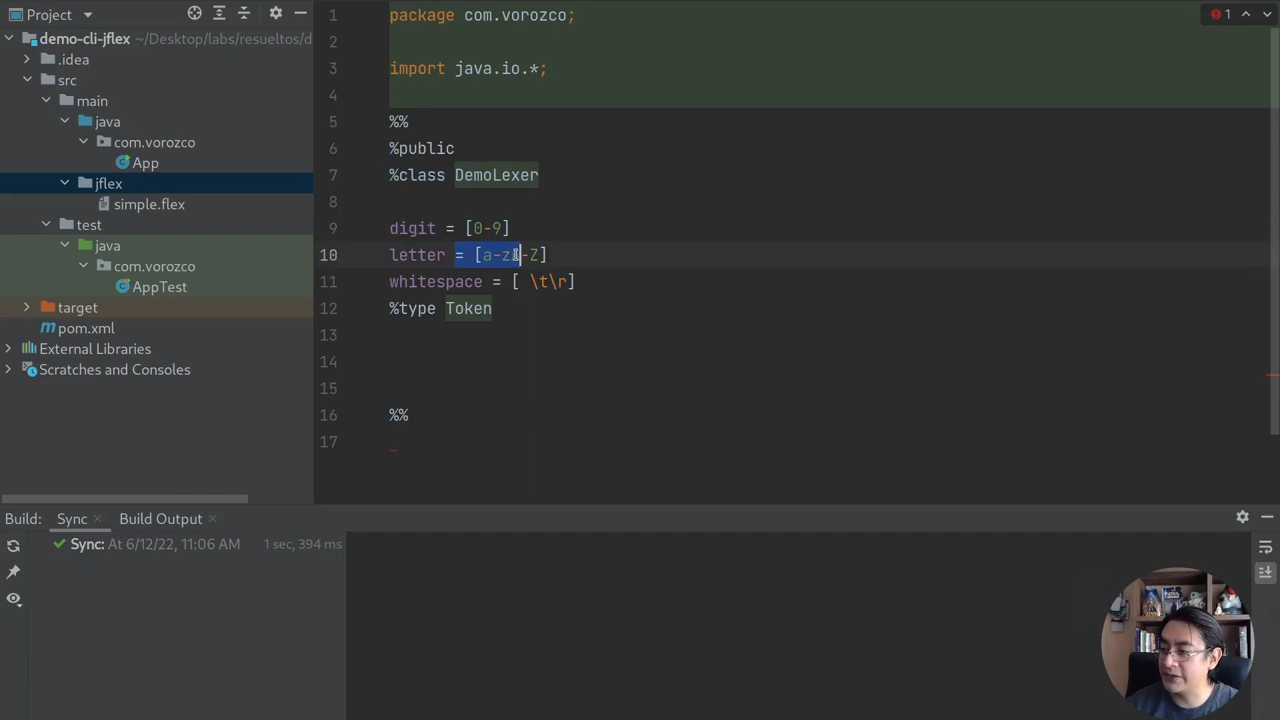 Project
demo-cli-jflex ~/Desktop/labs/resueltos/d
.idea
src
main
java
com.vorozco
App
jflex
simple.flex
test
java
com.vorozco
AppTest
target
pom.xml
External Libraries
Scratches and Consoles
1 package com.vorozco;
2
3 import java.io.*;
4
5 %%
6 %public
7 %class DemoLexer
8
9 digit = [0-9]
10 letter = [a-zA-Z]
11 whitespace = [ \t\r]
12 %type Token
13
14
15
16 %%
17
1
Build: Sync Build Output
Sync: At 6/12/22, 11:06 AM 1 sec, 394 ms